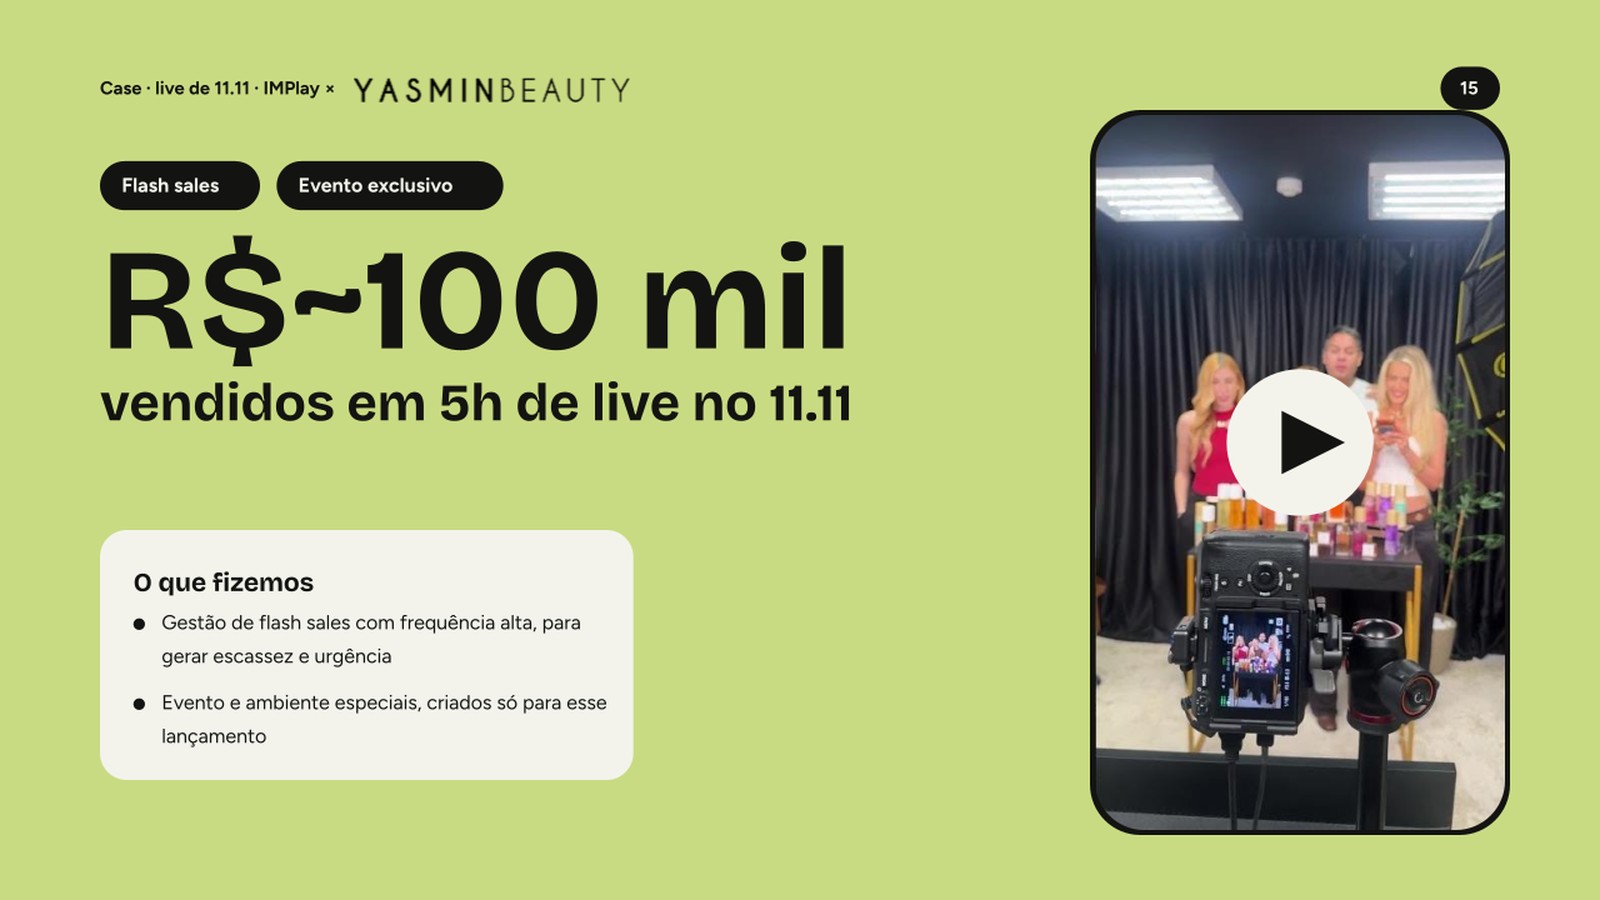 Case · live de 11.11 · IMPlay × YASMINBEAUTY
15
Flash sales
Evento exclusivo
R$~100 mil
vendidos em 5h de live no 11.11
O que fizemos
Gestão de flash sales com frequência alta, para
gerar escassez e urgência
Evento e ambiente especiais, criados só para esse
lançamento